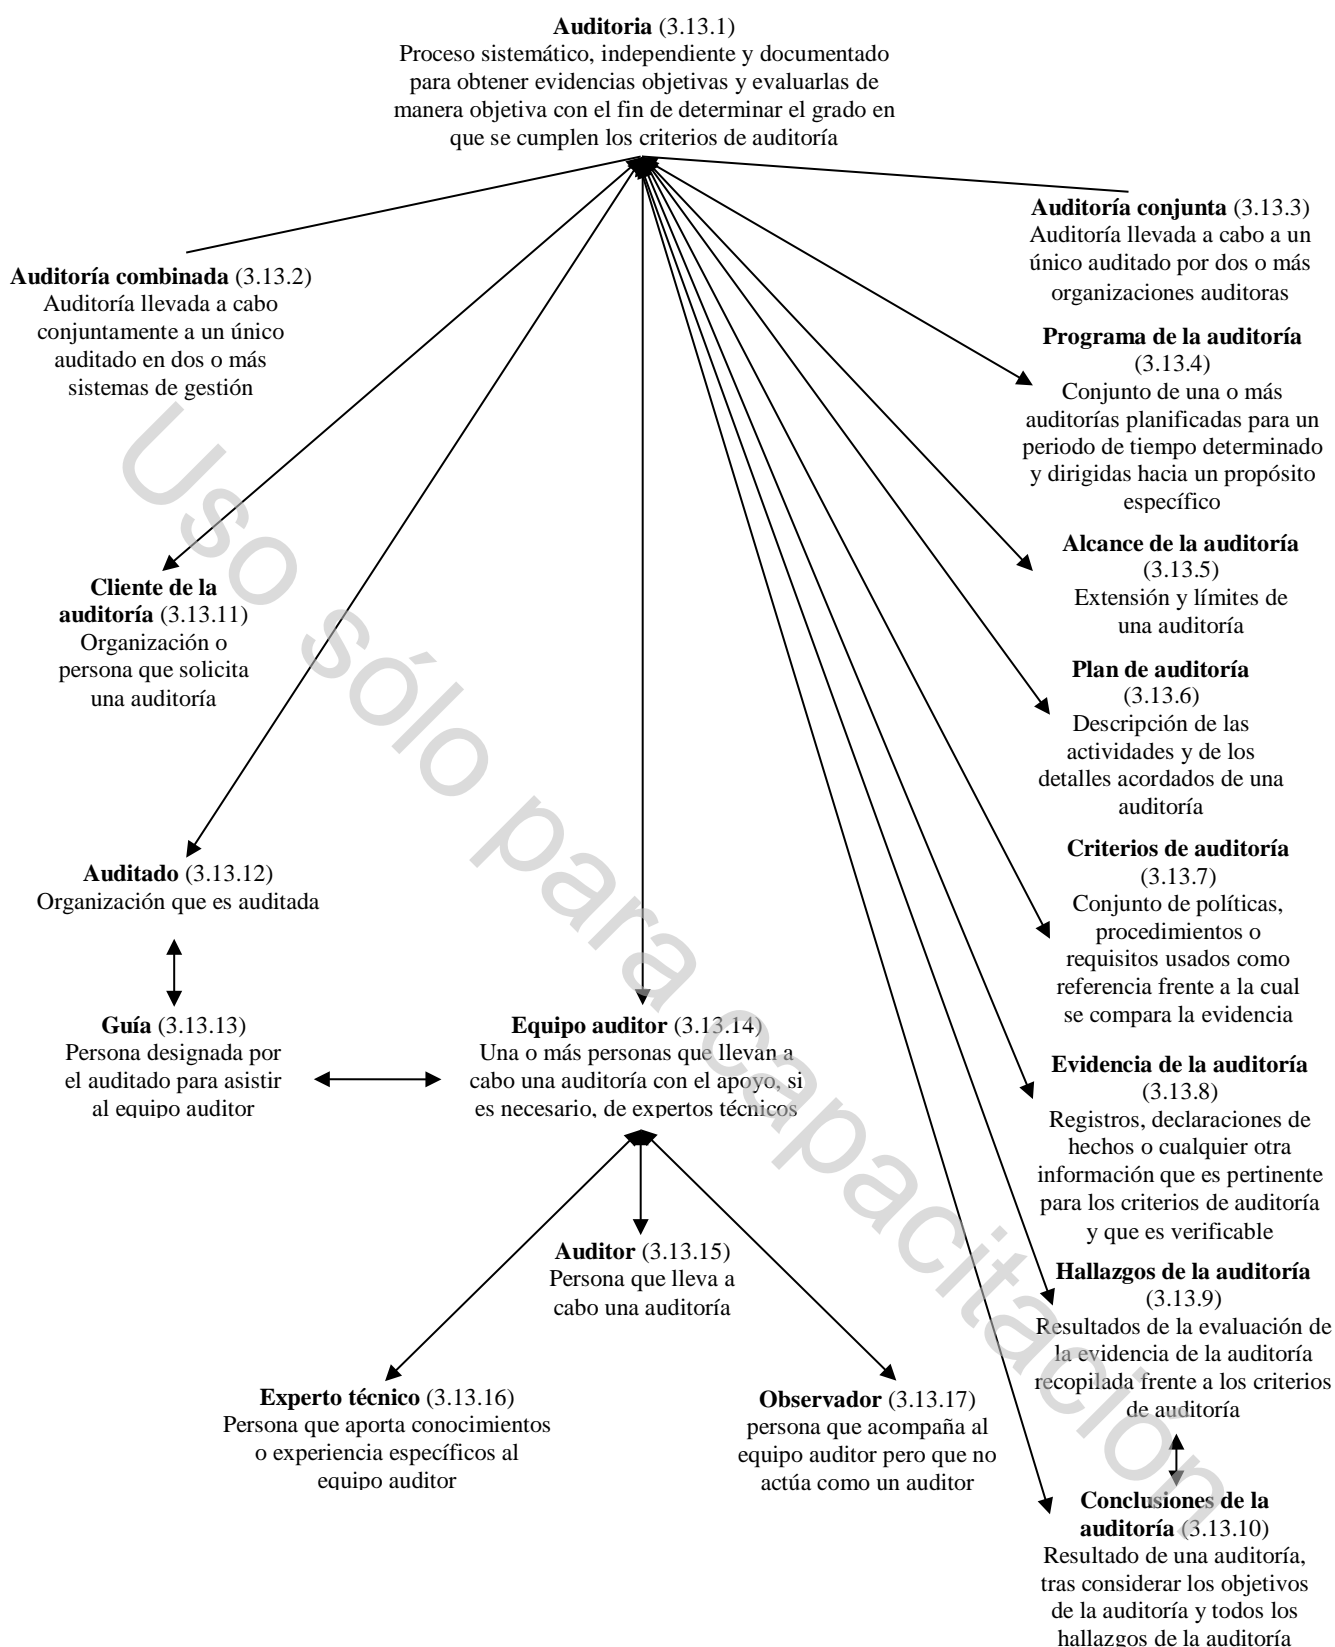 Auditoria (3.13.1)
Proceso sistemático, independiente y documentado
para obtener evidencias objetivas y evaluarlas de
manera objetiva con el fin de determinar el grado en
que se cumplen los criterios de auditoría
Auditoría conjunta (3.13.3)
Auditoría llevada a cabo a un
único auditado por dos o más
organizaciones auditoras
Auditoría combinada (3.13.2)
Auditoría llevada a cabo
conjuntamente a un único
auditado en dos o más
sistemas de gestión
Programa de la auditoría
(3.13.4)
Conjunto de una o más
auditorías planificadas para un
periodo de tiempo determinado
y dirigidas hacia un propósito
específico
Alcance de la auditoría
(3.13.5)
Extensión y límites de
una auditoría
Cliente de la
auditoría (3.13.11)
Organización o
persona que solicita
una auditoría
Plan de auditoría
(3.13.6)
Descripción de las
actividades y de los
detalles acordados de una
auditoría
Auditado (3.13.12)
Organización que es auditada
Criterios de auditoría
(3.13.7)
Conjunto de políticas,
procedimientos o
requisitos usados como
referencia frente a la cual
se compara la evidencia
Guía (3.13.13)
Persona designada por
el auditado para asistir
al equipo auditor
Equipo auditor (3.13.14)
Una o más personas que llevan a
cabo una auditoría con el apoyo, si
es necesario, de expertos técnicos
Evidencia de la auditoría
(3.13.8)
Registros, declaraciones de
hechos o cualquier otra
información que es pertinente
para los criterios de auditoría
y que es verificable
Auditor (3.13.15)
Persona que lleva a
cabo una auditoría
Hallazgos de la auditoría
(3.13.9)
Resultados de la evaluación de
la evidencia de la auditoría
recopilada frente a los criterios
de auditoría
Experto técnico (3.13.16)
Persona que aporta conocimientos
o experiencia específicos al
equipo auditor
Observador (3.13.17)
persona que acompaña al
equipo auditor pero que no
actúa como un auditor
Conclusiones de la
auditoría (3.13.10)
Resultado de una auditoría,
tras considerar los objetivos
de la auditoría y todos los
hallazgos de la auditoría
Uso sólo para capacitación